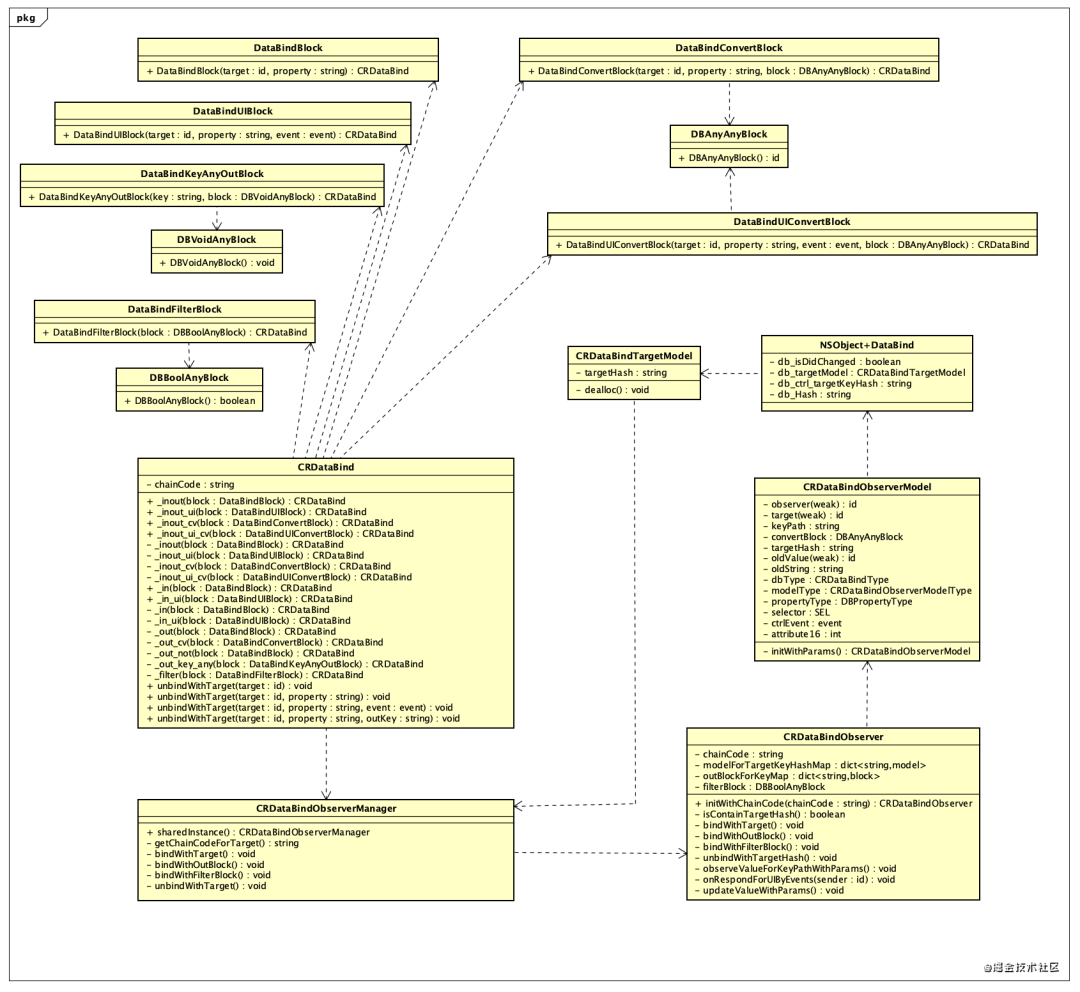 pkg
DataBindBlock
+ DataBindBlock(target : id, property : string) : CRDataBind
DataBindConvertBlock
+ DataBindConvertBlock(target : id, property : string, block : DBAnyAnyBlock) : CRDataBind
DataBindUIBlock
+ DataBindUIBlock(target : id, property : string, event : event) : CRDataBind
DBAnyAnyBlock
+ DBAnyAnyBlock() : id
DataBindKeyAnyOutBlock
+ DataBindKeyAnyOutBlock(key : string, block : DBVoidAnyBlock) : CRDataBind
DataBindUIConvertBlock
+ DataBindUIConvertBlock(target : id, property : string, event : event, block : DBAnyAnyBlock) : CRDataBind
DBVoidAnyBlock
+ DBVoidAnyBlock() : void
DataBindFilterBlock
+ DataBindFilterBlock(block : DBBoolAnyBlock) : CRDataBind
DBBoolAnyBlock
+ DBBoolAnyBlock() : boolean
CRDataBindTargetModel
- targetHash : string
- dealloc() : void
NSObject+DataBind
- db_isDidChanged : boolean
- db_targetModel : CRDataBindTargetModel
- db_ctrl_targetKeyHash : string
- db_Hash : string
CRDataBind
- chainCode : string
+ _inout(block : DataBindBlock) : CRDataBind
+ _inout_ui(block : DataBindUIBlock) : CRDataBind
+ _inout_cv(block : DataBindConvertBlock) : CRDataBind
+ _inout_ui_cv(block : DataBindUIConvertBlock) : CRDataBind
- _inout(block : DataBindBlock) : CRDataBind
- _inout_ui(block : DataBindUIBlock) : CRDataBind
- _inout_cv(block : DataBindConvertBlock) : CRDataBind
- _inout_ui_cv(block : DataBindUIConvertBlock) : CRDataBind
+ _in(block : DataBindBlock) : CRDataBind
+ _in_ui(block : DataBindUIBlock) : CRDataBind
- _in(block : DataBindBlock) : CRDataBind
- _in_ui(block : DataBindUIBlock) : CRDataBind
- _out(block : DataBindBlock) : CRDataBind
- _out_cv(block : DataBindConvertBlock) : CRDataBind
- _out_not(block : DataBindBlock) : CRDataBind
- _out_key_any(block : DataBindKeyAnyOutBlock) : CRDataBind
- _filter(block : DataBindFilterBlock) : CRDataBind
+ unbindWithTarget(target : id) : void
+ unbindWithTarget(target : id, property : string) : void
+ unbindWithTarget(target : id, property : string, event : event) : void
+ unbindWithTarget(target : id, property : string, outKey : string) : void
CRDataBindObserverModel
- observer(weak) : id
- target(weak) : id
- keyPath : string
- convertBlock : DBAnyAnyBlock
- targetHash : string
- oldValue(weak) : id
- oldString : string
- dbType : CRDataBindType
- modelType : CRDataBindObserverModelType
- propertyType : DBPropertyType
- selector : SEL
- ctrlEvent : event
- attribute16 : int
- initWithParams() : CRDataBindObserverModel
CRDataBindObserver
- chainCode : string
- modelForTargetKeyHashMap : dict<string,model>
- outBlockForKeyMap : dict<string,block>
- filterBlock : DBBoolAnyBlock
+ initWithChainCode(chainCode : string) : CRDataBindObserver
- isContainTargetHash() : boolean
- bindWithTarget() : void
- bindWithOutBlock() : void
- bindWithFilterBlock() : void
- unbindWithTargetHash() : void
- observeValueForKeyPathWithParams() : void
- onRespondForUIByEvents(sender : id) : void
- updateValueWithParams() : void
CRDataBindObserverManager
+ sharedInstance() : CRDataBindObserverManager
- getChainCodeForTarget() : string
- bindWithTarget() : void
- bindWithOutBlock() : void
- bindWithFilterBlock() : void
- unbindWithTarget() : void
@掘金技术社区